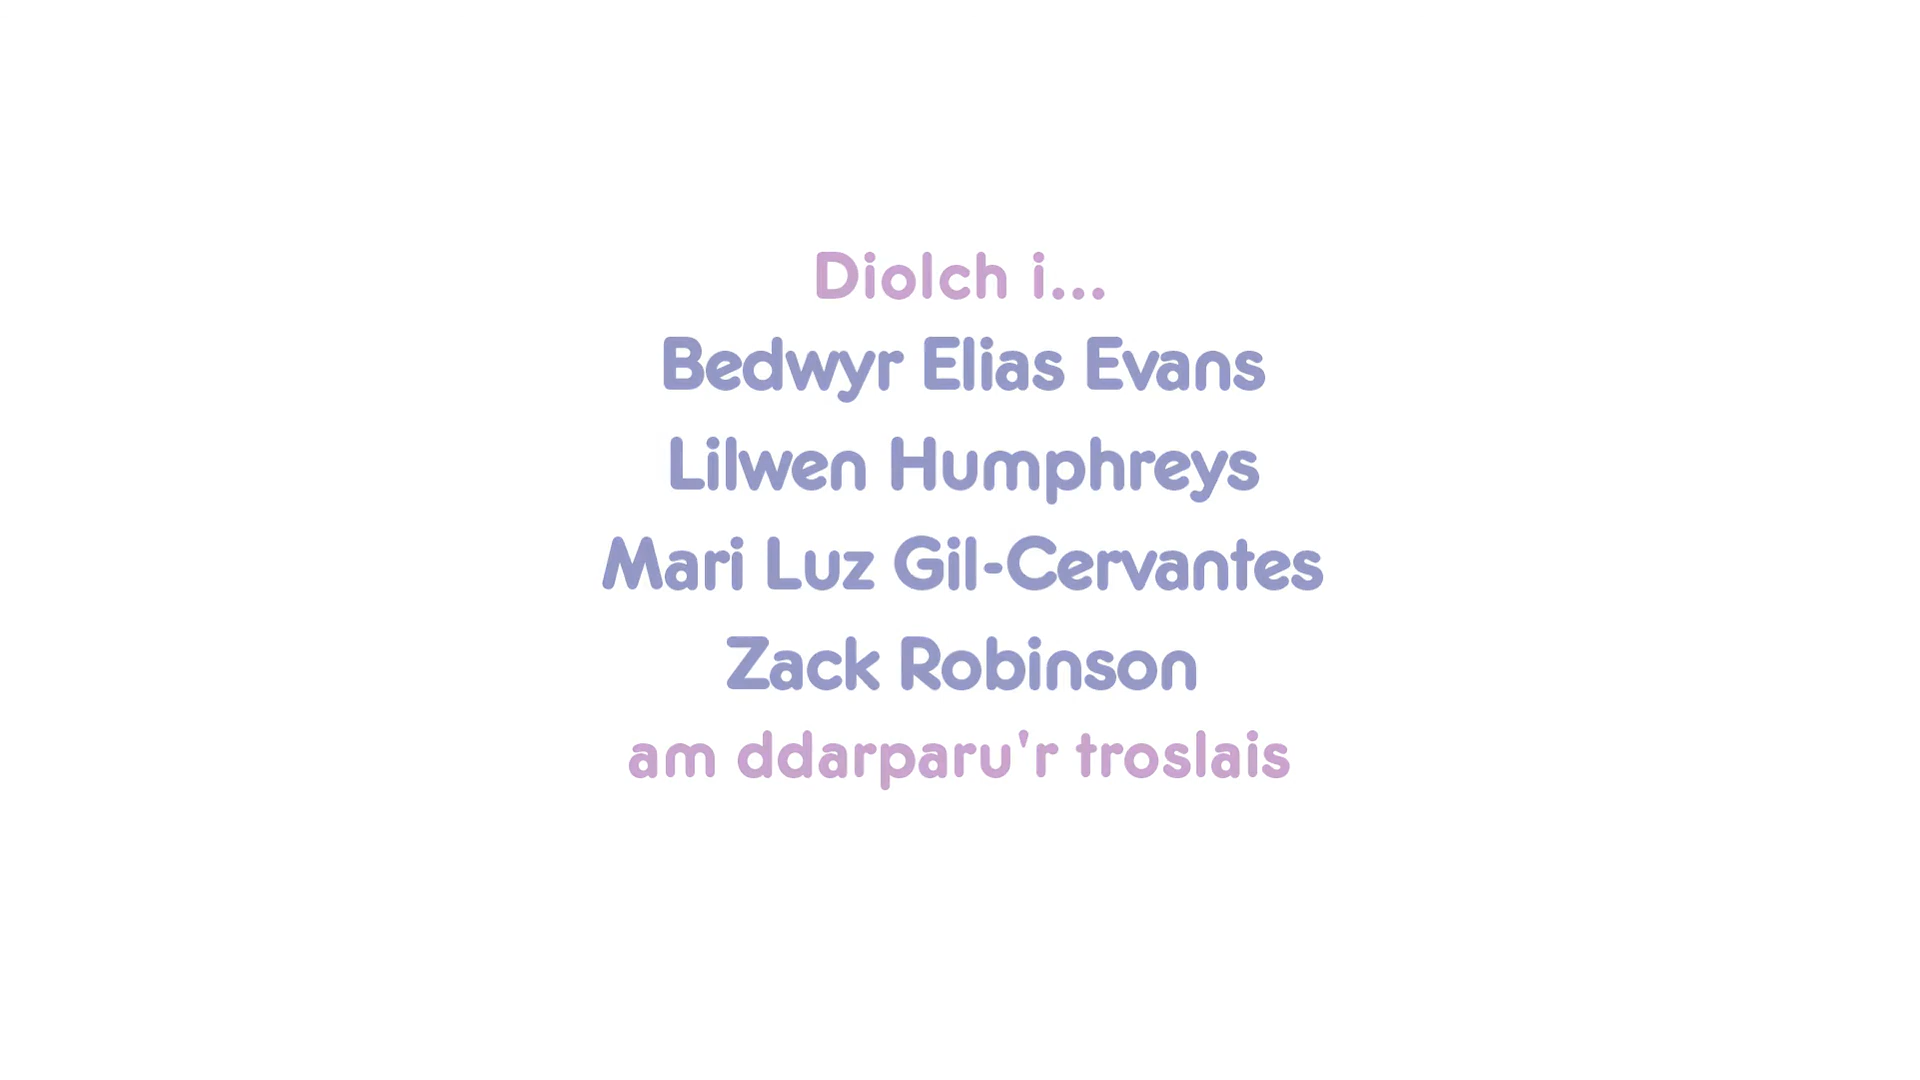 Diolch i...
Bedwyr Elias Evans
Lilwen Humphreys
Mari Luz Gil-Cervantes
Zack Robinson
am ddarparu'r troslais